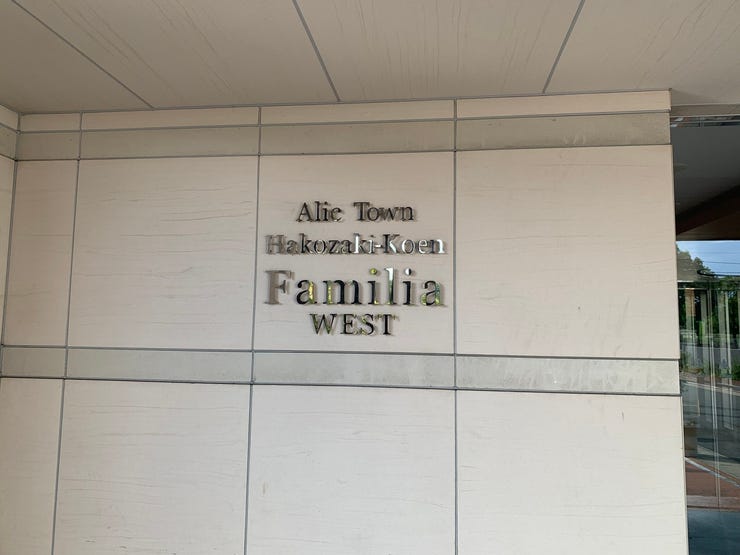 Alie Town
Hakozaki-Koen
Familia
WEST